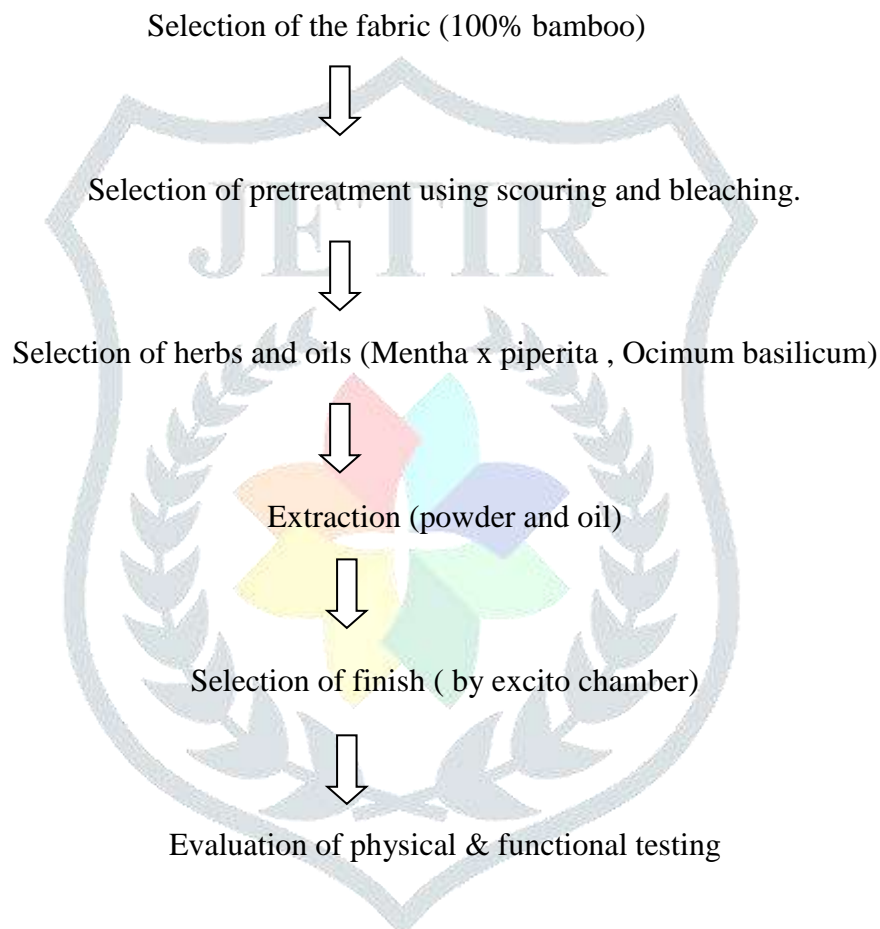 Selection of the fabric (100% bamboo)
Selection of pretreatment using scouring and bleaching.
JETIR
Selection of herbs and oils (Mentha x piperita , Ocimum basilicum)
Extraction (powder and oil)
Selection of finish ( by excito chamber)
Evaluation of physical & functional testing